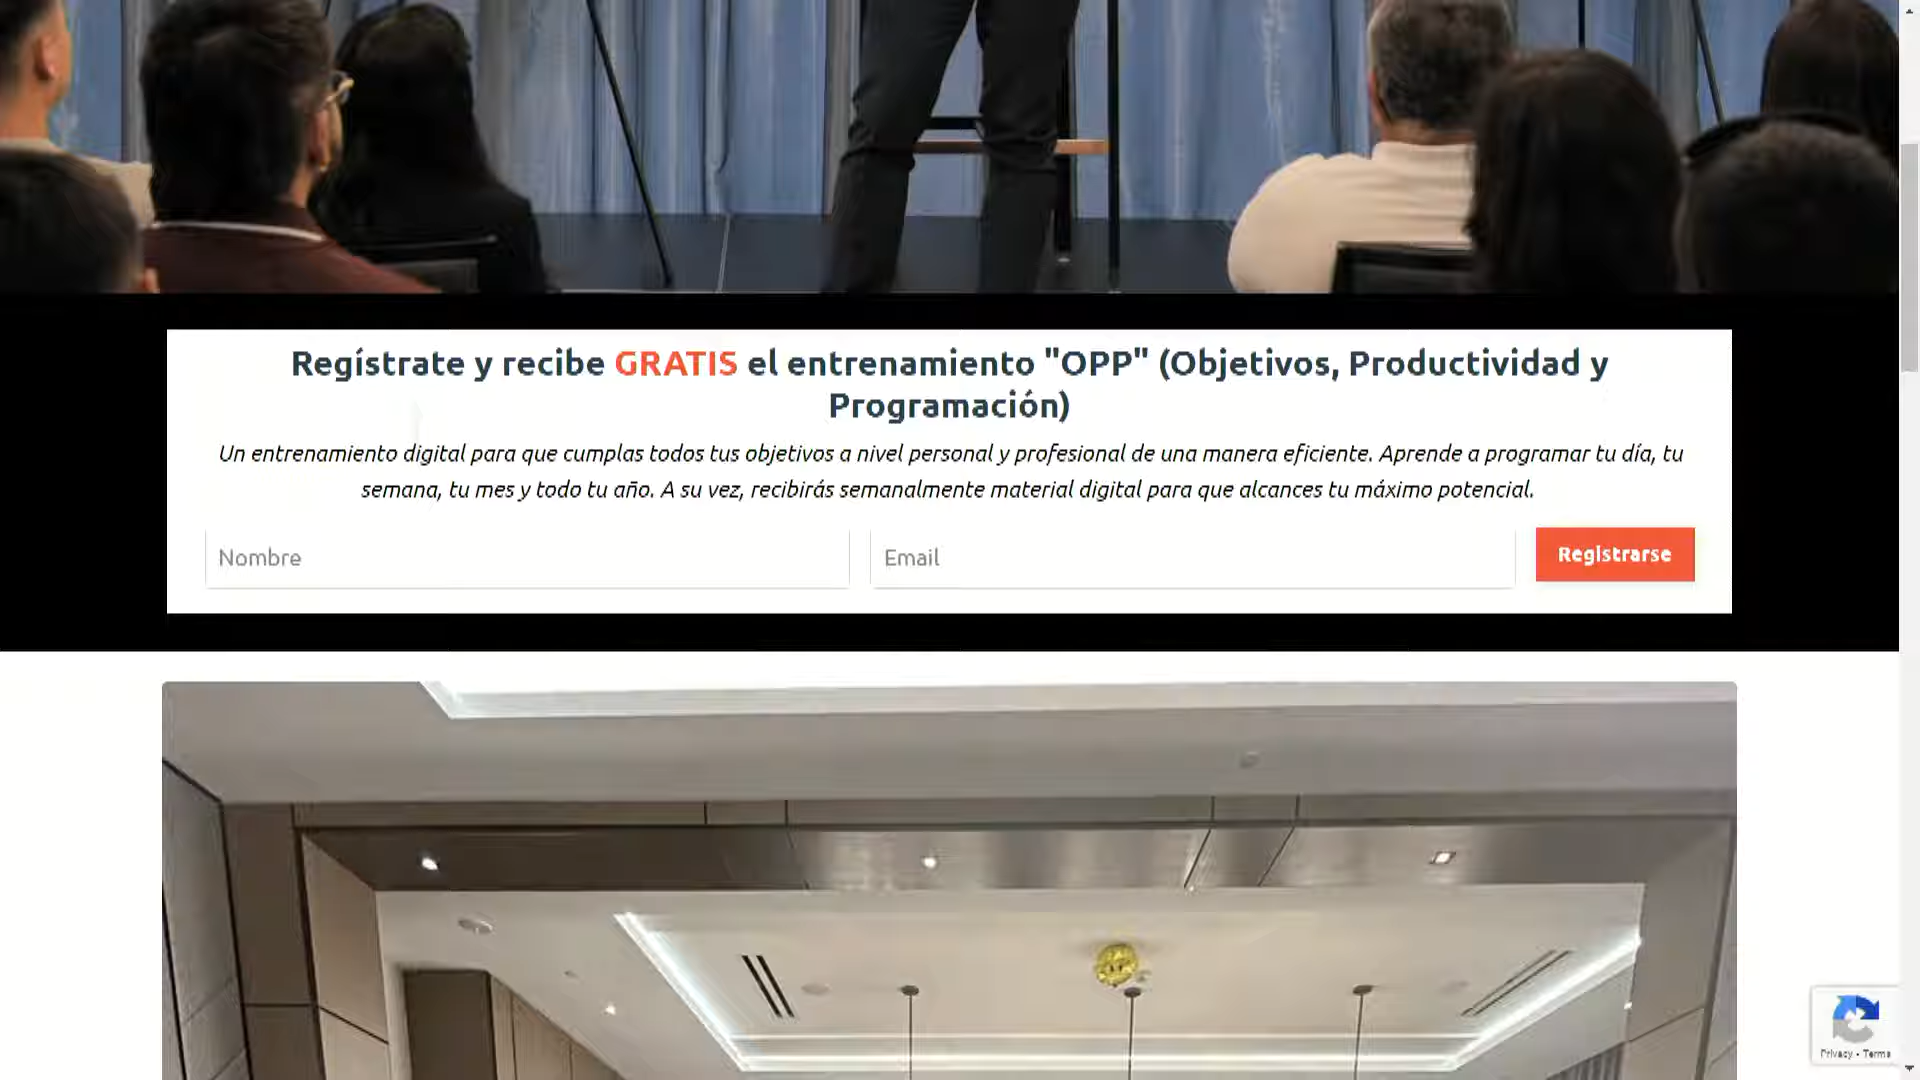 Regístrate y recibe GRATIS el entrenamiento "OPP" (Objetivos, Productividad y
Programación)
Un entrenamiento digital para que cumplas todos tus objetivos a nivel personal y profesional de una manera eficiente. Aprende a programar tu día, tu
semana, tu mes y todo tu año. A su vez, recibirás semanalmente material digital para que alcances tu máximo potencial.
Nombre
Email
Registrarse
Privacy - Terms